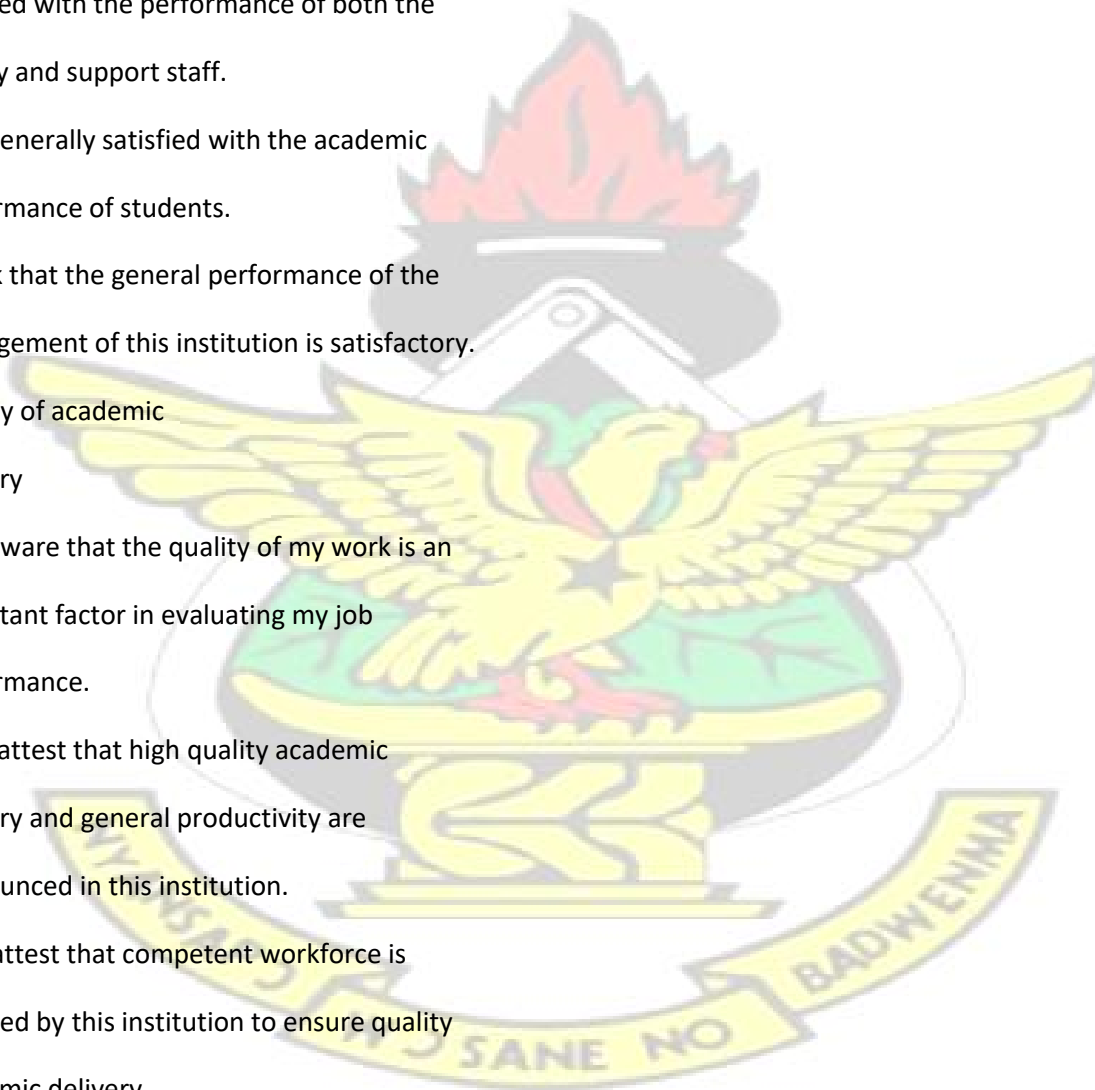 ed with the performance of both the
y and support staff.
enerally satisfied with the academic
rmance of students.
k that the general performance of the
gement of this institution is satisfactory.
y of academic
ry
ware that the quality of my work is an
tant factor in evaluating my job
rmance.
attest that high quality academic
ry and general productivity are
unced in this institution.
attest that competent workforce is
ed by this institution to ensure quality
mic delivery
NYANSAPƆ WƆSANE NO BADWENMA